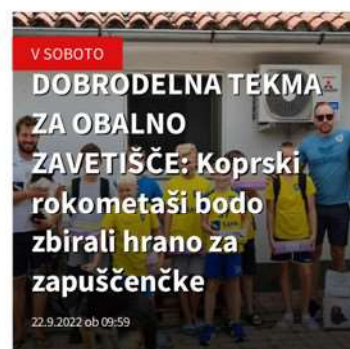 V SOBOTO
DOBRODELNA TEKMA
ZA OBALNO
ZAVETIŠČE: Koprski
rokometaši bodo
zbirali hrano za
zapuščenčke
22.9.2022 ob 09:59